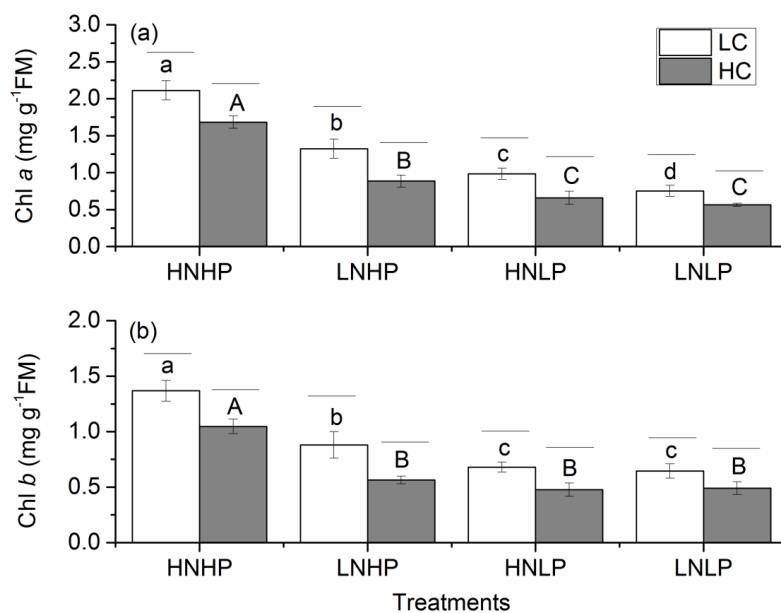 (a)
LC
HC
Chl a (mg g⁻¹FM)
3.0
2.5
2.0
1.5
1.0
0.5
0.0
a A b B c C d C
HNHP LNHP HNLP LNLP
(b)
Chl b (mg g⁻¹FM)
2.0
1.5
1.0
0.5
0.0
a A b B c B c B
HNHP LNHP HNLP LNLP
Treatments